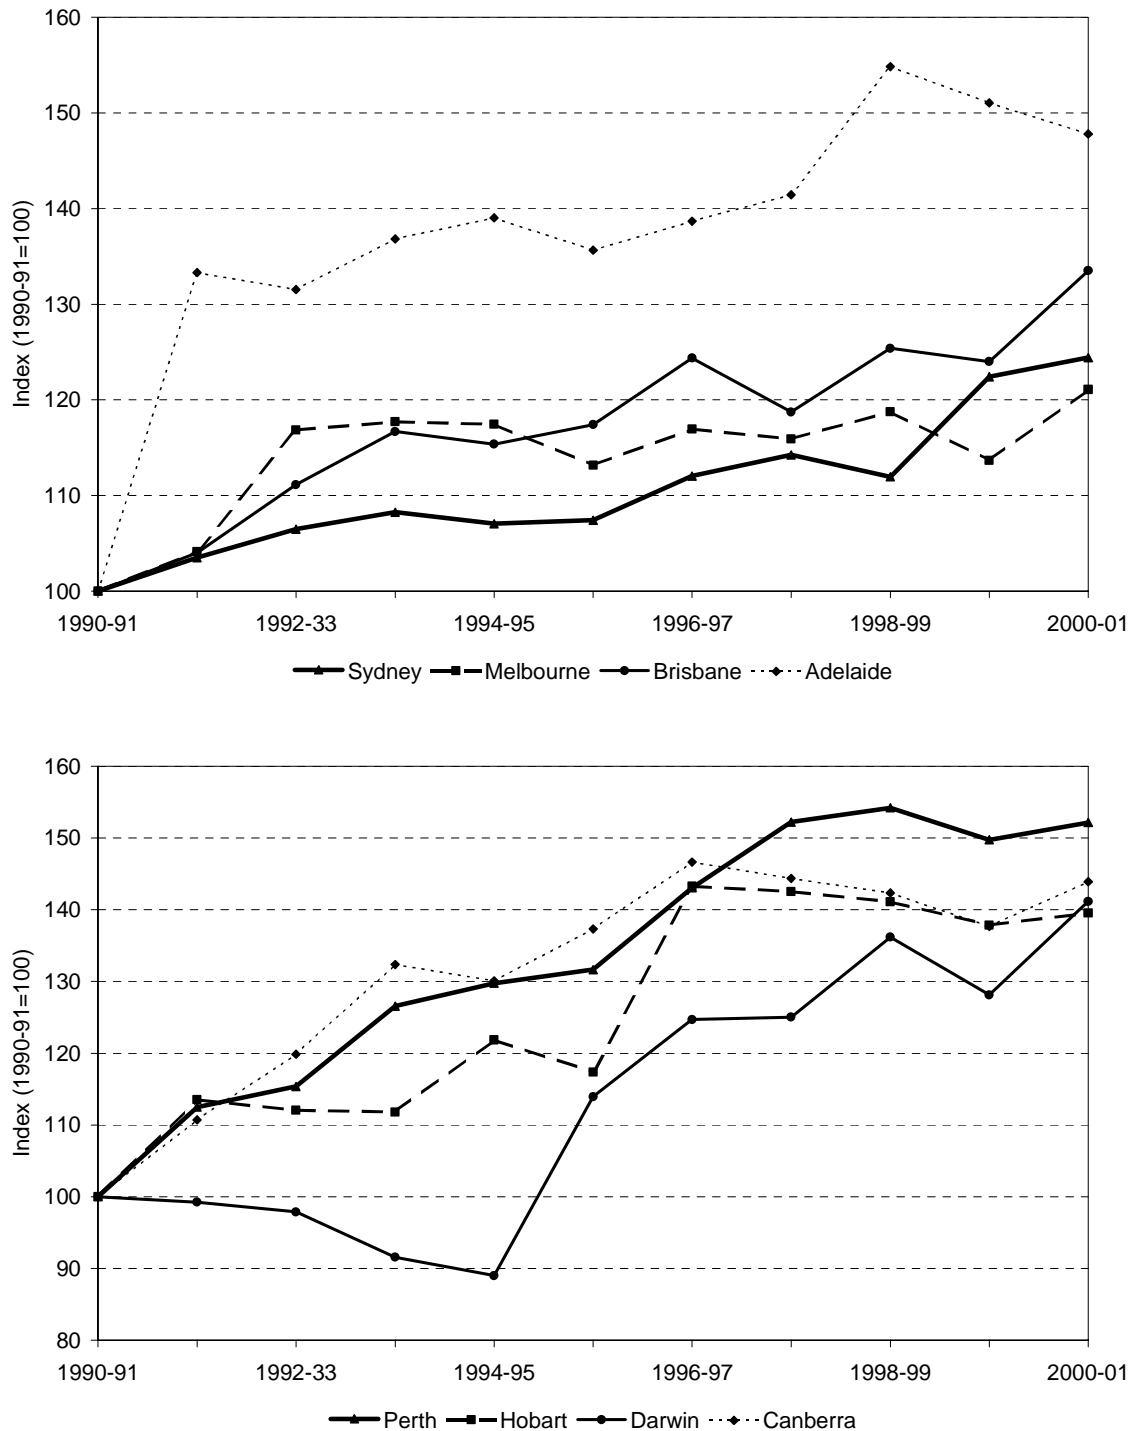 160
150
140
130
120
110
100
Index (1990-91=100)
1990-91 1992-33 1994-95 1996-97 1998-99 2000-01
Sydney Melbourne Brisbane Adelaide
160
150
140
130
120
110
100
90
80
Index (1990-91=100)
1990-91 1992-33 1994-95 1996-97 1998-99 2000-01
Perth Hobart Darwin Canberra